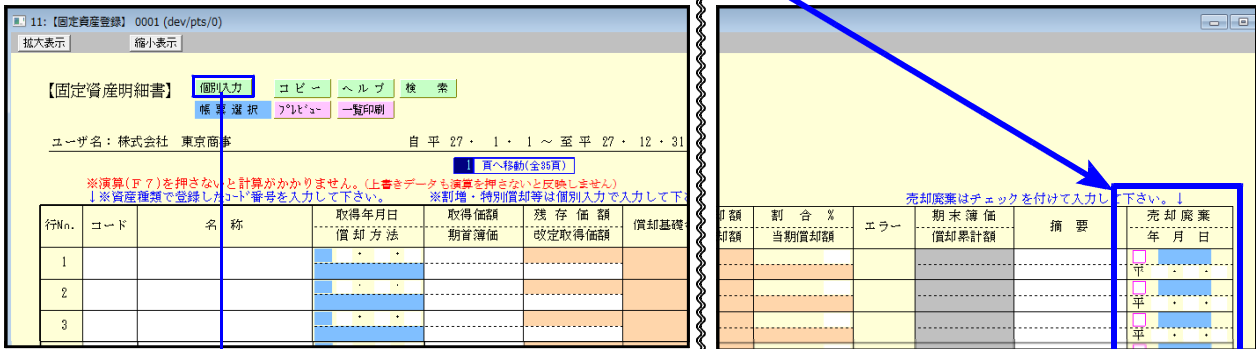 11:【固定資産登録】 0001 (dev/pts/0)
拡大表示 縮小表示
【固定資産明細書】 個別入力 コピー ヘルプ 検 索
帳票選択 プレビュー 一覧印刷
ユーザ名：株式会社 東京商事 自 平 27・ 1・ 1 ～ 至 平 27・ 12・31
1 頁へ移動(全35頁)
※演算(F7)を押さないと計算がかかりません。(上書きデータも演算を押さないと反映しません)
↓※資産種類で登録したコード番号を入力して下さい。 ※割増・特別償却等は個別入力で入力して下さ
売却廃棄はチェックを付けて入力して下さい。↓
行No. コード 名 称 取得年月日 取得価額 残存価額 償却基礎
償却方法 期首簿価 改定取得価額
額 割 合 % エラー 期末簿価 摘 要 売却廃棄
却額 当期償却額 償却累計額 年 月 日
1 ・ ・
平 ・ ・
2 ・ ・
平 ・ ・
3 ・ ・
平 ・ ・